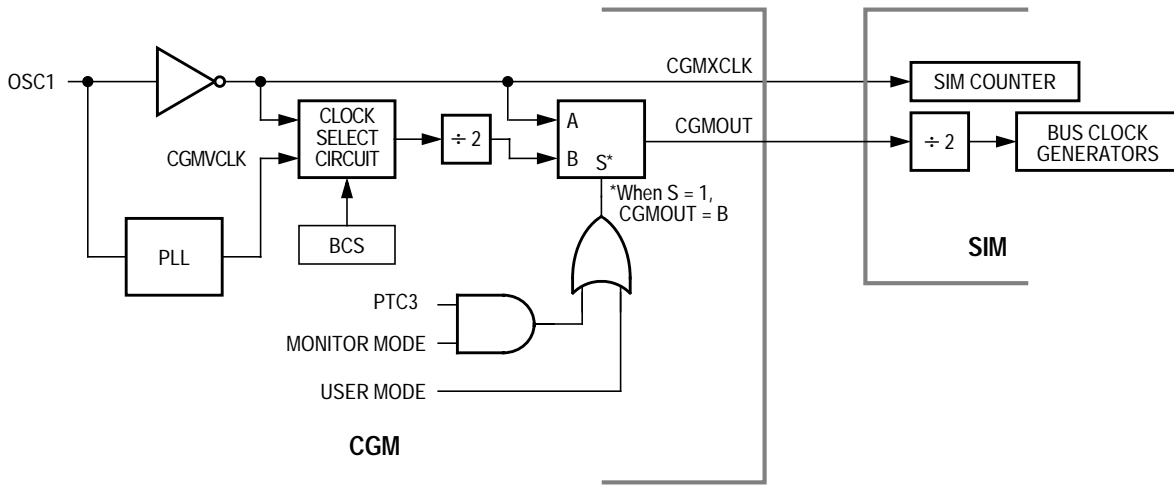 OSC1
CGMXCLK
SIM COUNTER
CLOCK
SELECT
CIRCUIT
CGMVCLK
÷ 2
A
B
S*
CGMOUT
÷ 2
BUS CLOCK
GENERATORS
*When S = 1,
CGMOUT = B
BCS
PLL
SIM
PTC3
MONITOR MODE
USER MODE
CGM